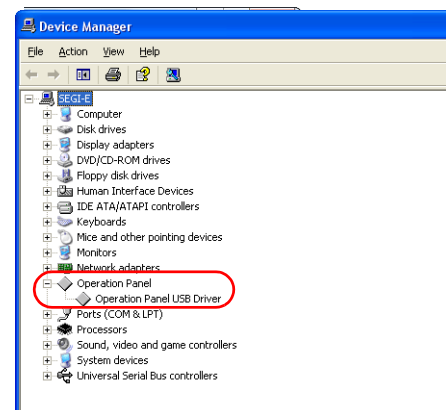 Device Manager
File Action View Help
SEGI-E
Computer
Disk drives
Display adapters
DVD/CD-ROM drives
Floppy disk drives
Human Interface Devices
IDE ATA/ATAPI controllers
Keyboards
Mice and other pointing devices
Monitors
Network adapters
Operation Panel
Operation Panel USB Driver
Ports (COM & LPT)
Processors
Sound, video and game controllers
System devices
Universal Serial Bus controllers